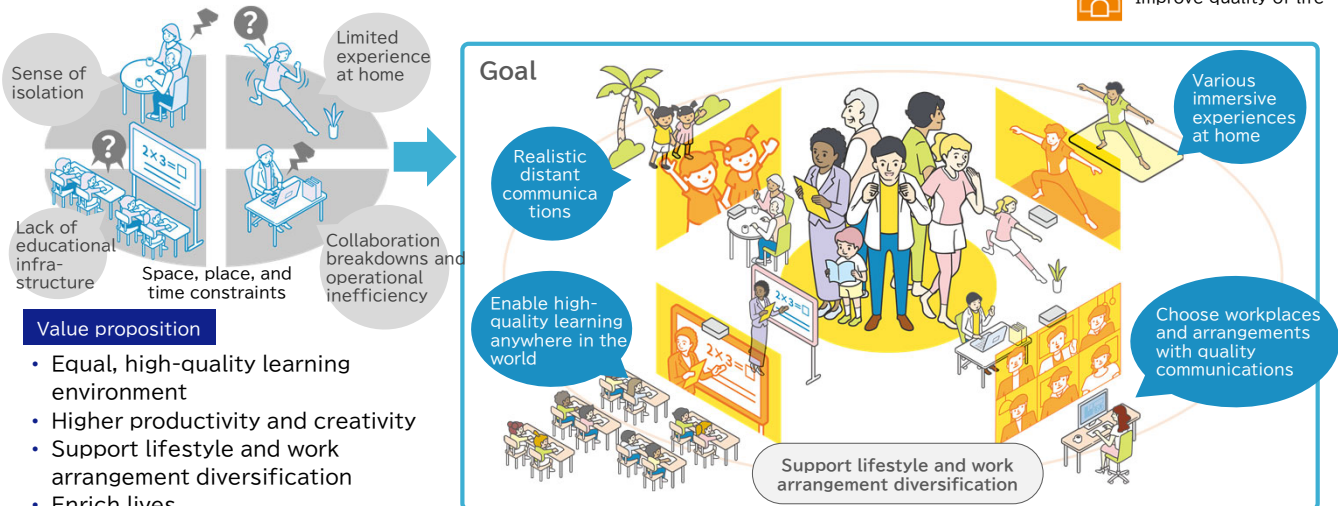 Improve quality of life
Sense of
isolation
?
?
Limited
experience
at home
2×3=□
Lack of
educational
infra-
structure
Space, place, and
time constraints
Collaboration
breakdowns and
operational
inefficiency
Value proposition
• Equal, high-quality learning
environment
• Higher productivity and creativity
• Support lifestyle and work
arrangement diversification
• Enrich lives
Goal
Realistic
distant
communica
tions
Various
immersive
experiences
at home
Enable high-
quality learning
anywhere in the
world
2×3=□
2×3=□
Choose workplaces
and arrangements
with quality
communications
Support lifestyle and work
arrangement diversification